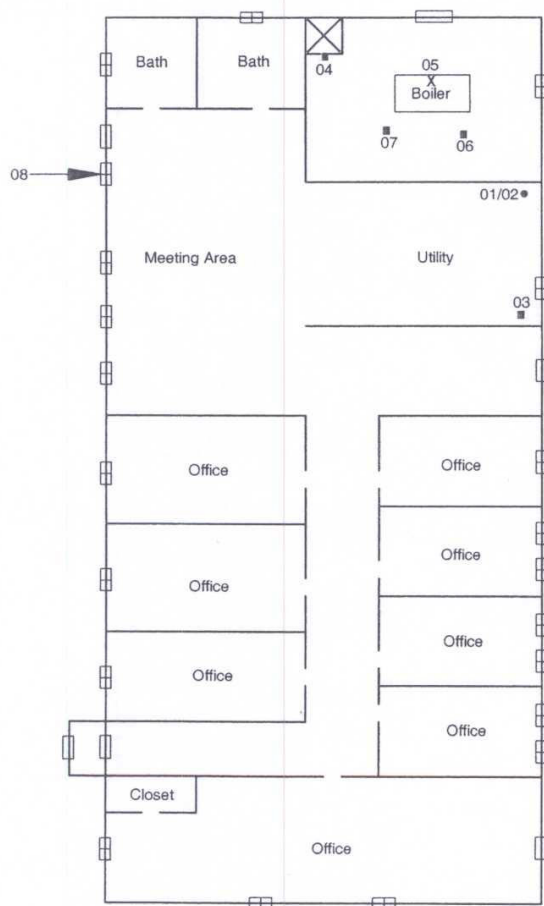 Bath
Bath
04
05
X
Boiler
07
06
08
01/02
Meeting Area
Utility
03
Office
Office
Office
Office
Office
Office
Office
Closet
Office